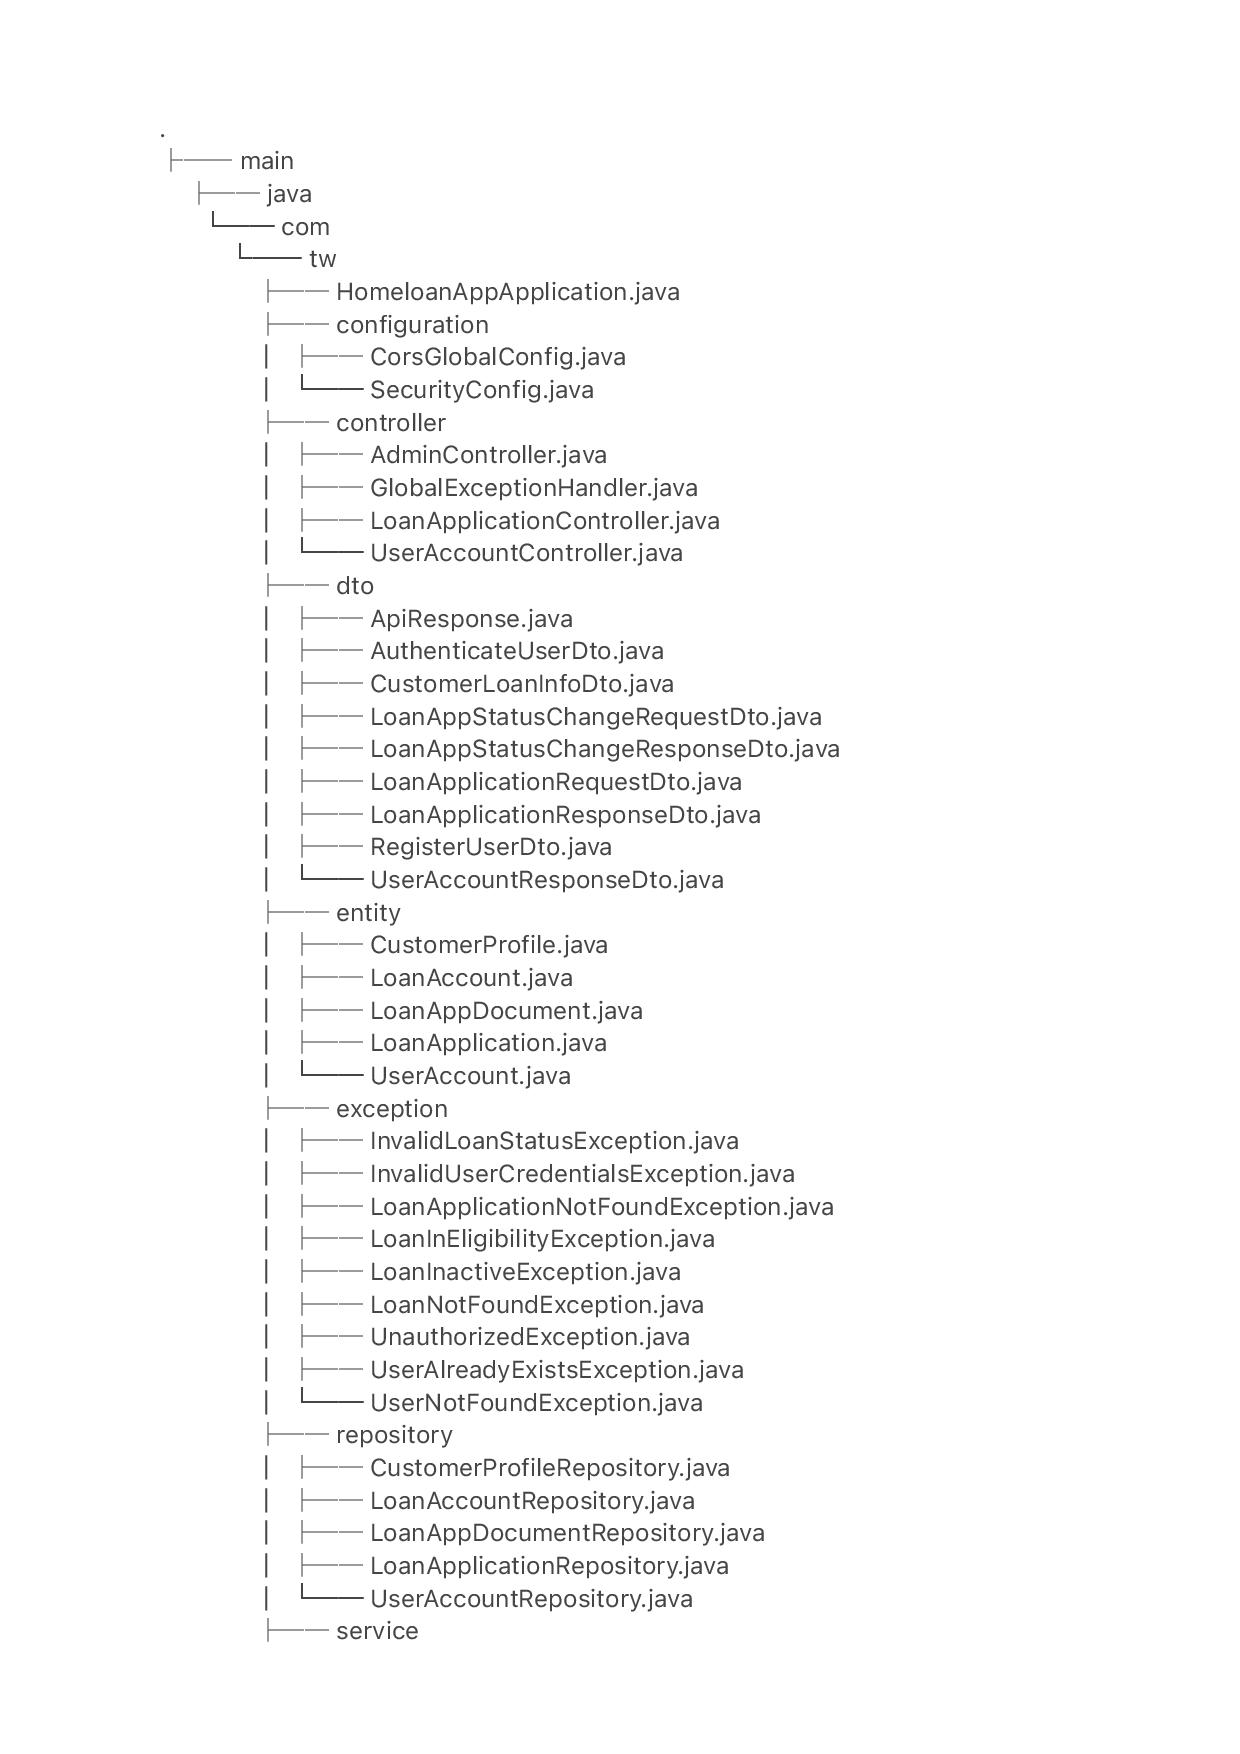 .
├── main
├── java
└── com
└── tw
├── HomeloanAppApplication.java
├── configuration
│ ├── CorsGlobalConfig.java
│ └── SecurityConfig.java
├── controller
│ ├── AdminController.java
│ ├── GlobalExceptionHandler.java
│ ├── LoanApplicationController.java
│ └── UserAccountController.java
├── dto
│ ├── ApiResponse.java
│ ├── AuthenticateUserDto.java
│ ├── CustomerLoanInfoDto.java
│ ├── LoanAppStatusChangeRequestDto.java
│ ├── LoanAppStatusChangeResponseDto.java
│ ├── LoanApplicationRequestDto.java
│ ├── LoanApplicationResponseDto.java
│ ├── RegisterUserDto.java
│ └── UserAccountResponseDto.java
├── entity
│ ├── CustomerProfile.java
│ ├── LoanAccount.java
│ ├── LoanAppDocument.java
│ ├── LoanApplication.java
│ └── UserAccount.java
├── exception
│ ├── InvalidLoanStatusException.java
│ ├── InvalidUserCredentialsException.java
│ ├── LoanApplicationNotFoundException.java
│ ├── LoanInEligibilityException.java
│ ├── LoanInactiveException.java
│ ├── LoanNotFoundException.java
│ ├── UnauthorizedException.java
│ ├── UserAlreadyExistsException.java
│ └── UserNotFoundException.java
├── repository
│ ├── CustomerProfileRepository.java
│ ├── LoanAccountRepository.java
│ ├── LoanAppDocumentRepository.java
│ ├── LoanApplicationRepository.java
│ └── UserAccountRepository.java
├── service